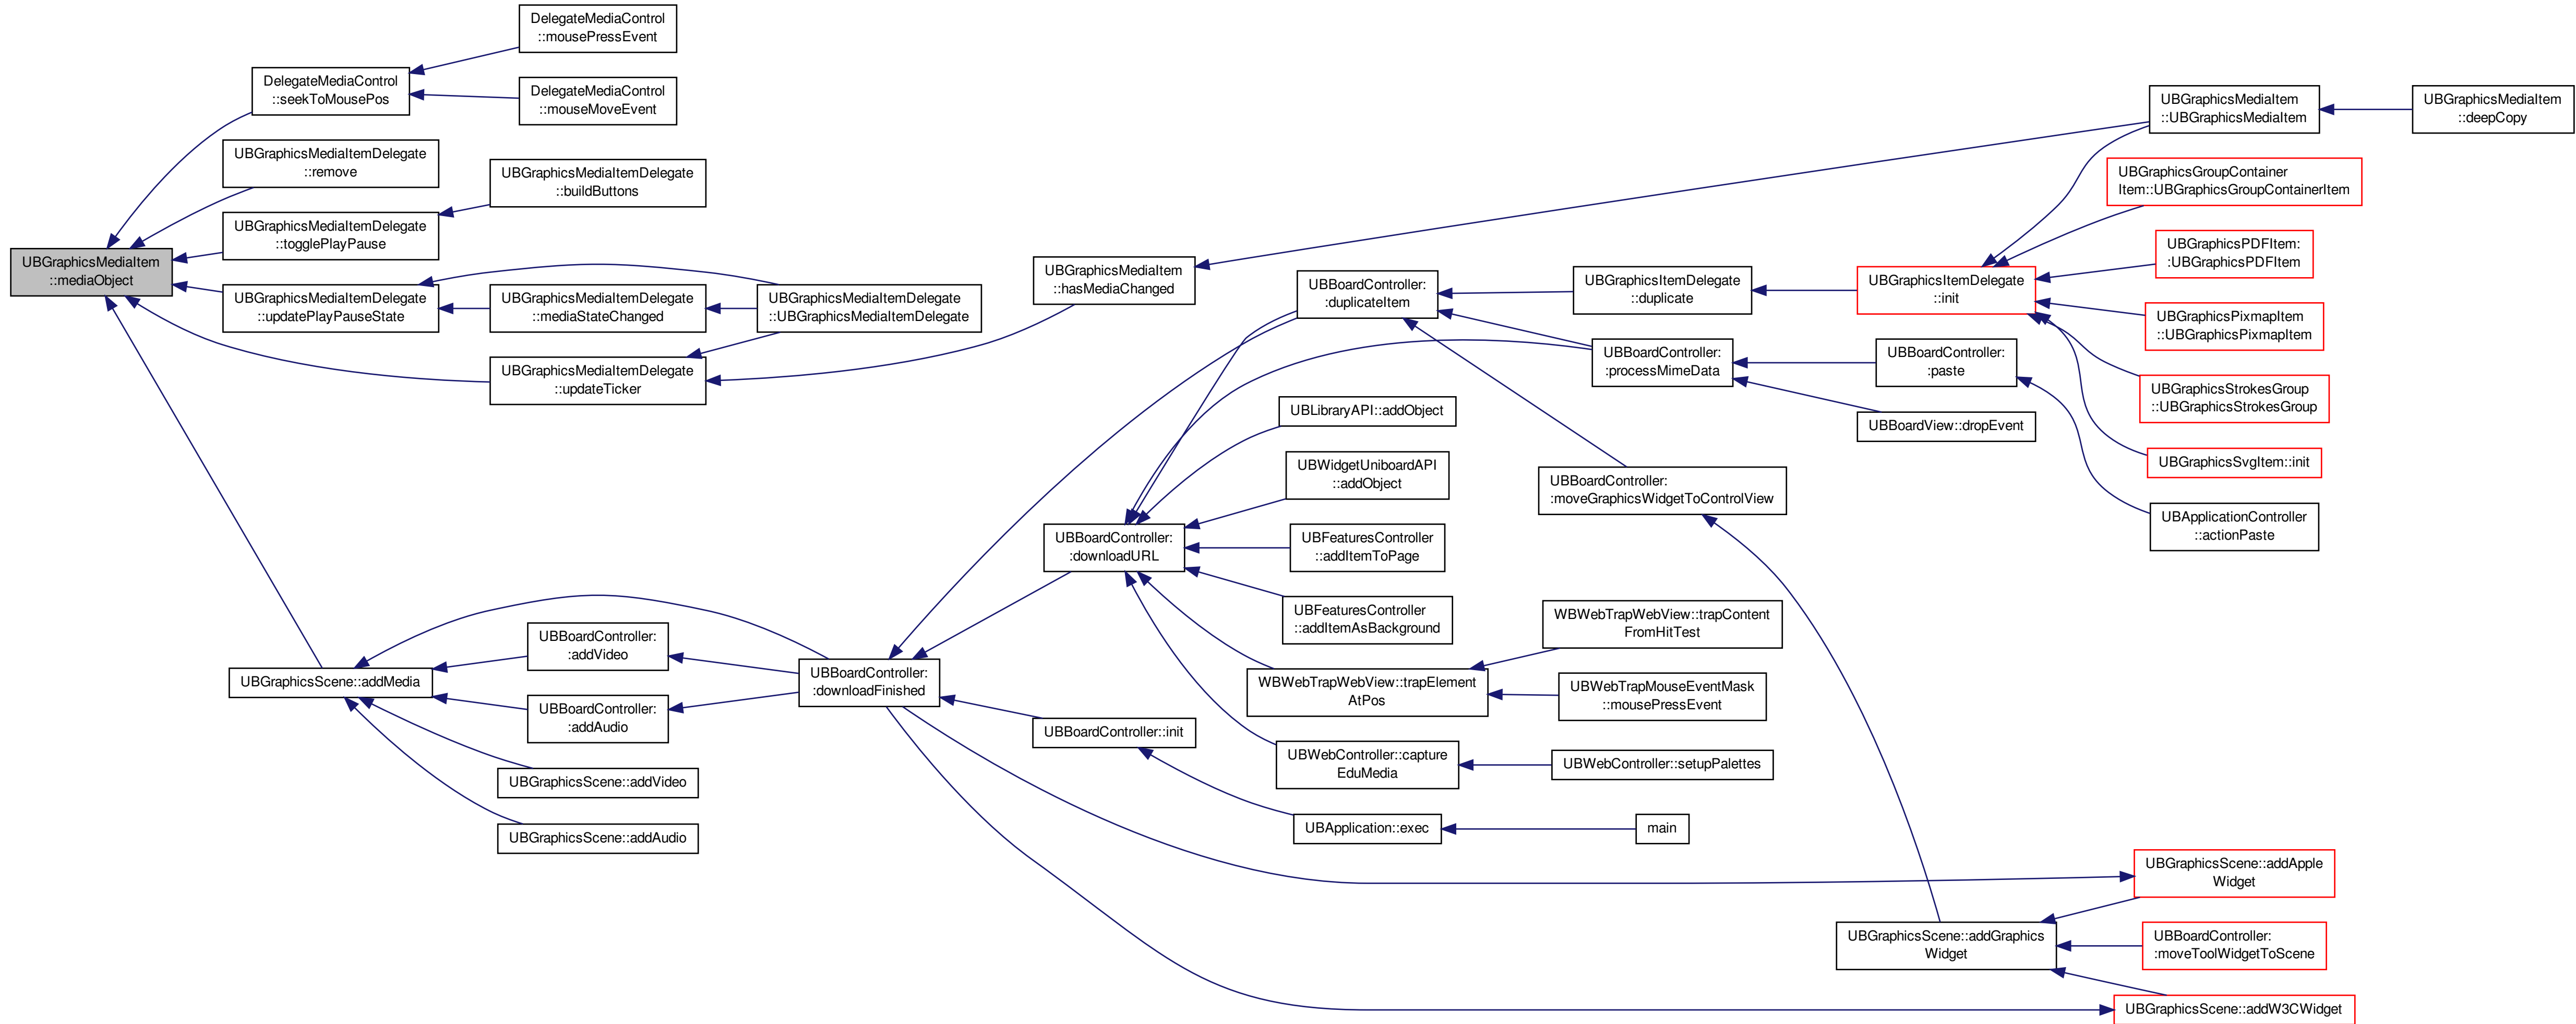 DelegateMediaControl
::mousePressEvent
DelegateMediaControl
::seekToMousePos
DelegateMediaControl
::mouseMoveEvent
UBGraphicsMediaItemDelegate
::remove
UBGraphicsMediaItemDelegate
::buildButtons
UBGraphicsMediaItemDelegate
::togglePlayPause
UBGraphicsMediaItem
::mediaObject
UBGraphicsMediaItemDelegate
::updatePlayPauseState
UBGraphicsMediaItemDelegate
::mediaStateChanged
UBGraphicsMediaItemDelegate
::UBGraphicsMediaItemDelegate
UBGraphicsMediaItemDelegate
::updateTicker
UBGraphicsMediaItem
::hasMediaChanged
UBGraphicsMediaItem
::UBGraphicsMediaItem
UBGraphicsMediaItem
::deepCopy
UBGraphicsGroupContainer
Item::UBGraphicsGroupContainerItem
UBGraphicsPDFItem:
:UBGraphicsPDFItem
UBGraphicsPixmapItem
::UBGraphicsPixmapItem
UBGraphicsStrokesGroup
::UBGraphicsStrokesGroup
UBGraphicsSvgItem::init
UBApplicationController
::actionPaste
UBBoardController:
:duplicateItem
UBGraphicsItemDelegate
::duplicate
UBGraphicsItemDelegate
::init
UBBoardController:
:processMimeData
UBBoardController:
:paste
UBBoardView::dropEvent
UBLibraryAPI::addObject
UBWidgetUniboardAPI
::addObject
UBBoardController:
:moveGraphicsWidgetToControlView
UBBoardController:
:downloadURL
UBFeaturesController
::addItemToPage
UBFeaturesController
::addItemAsBackground
WBWebTrapWebView::trapContent
FromHitTest
WBWebTrapWebView::trapElement
AtPos
UBWebTrapMouseEventMask
::mousePressEvent
UBWebController::capture
EduMedia
UBWebController::setupPalettes
UBGraphicsScene::addMedia
UBBoardController:
:addVideo
UBBoardController:
:addAudio
UBGraphicsScene::addVideo
UBGraphicsScene::addAudio
UBBoardController:
:downloadFinished
UBBoardController::init
UBApplication::exec
main
UBGraphicsScene::addApple
Widget
UBGraphicsScene::addGraphics
Widget
UBBoardController:
:moveToolWidgetToScene
UBGraphicsScene::addW3CWidget